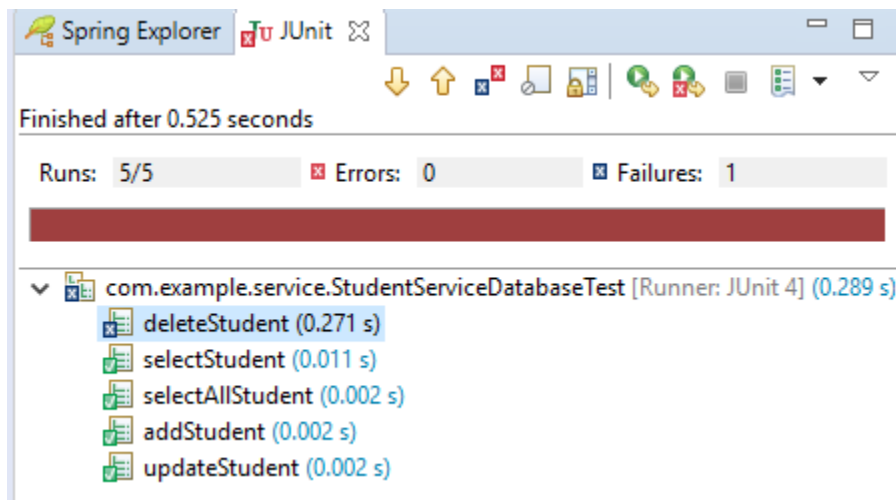 Spring Explorer JUnit
Finished after 0.525 seconds
Runs: 5/5 Errors: 0 Failures: 1
com.example.service.StudentServiceDatabaseTest [Runner: JUnit 4] (0.289 s)
deleteStudent (0.271 s)
selectStudent (0.011 s)
selectAllStudent (0.002 s)
addStudent (0.002 s)
updateStudent (0.002 s)